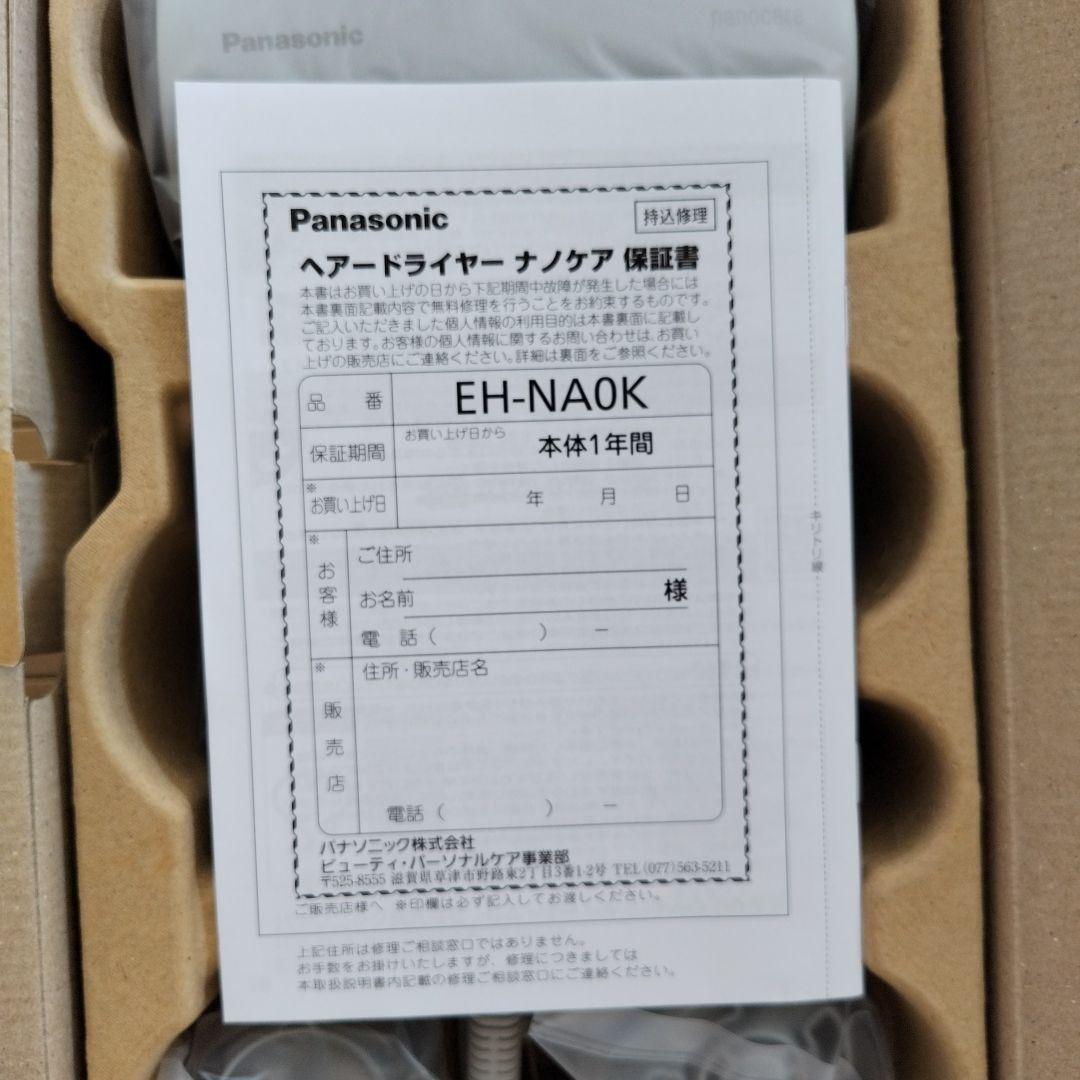 Panasonic
Panasonic
持込修理
ヘアードライヤー ナノケア 保証書
本書はお買い上げの日から下記期間中故障が発生した場合には
本書裏面記載内容で無料修理を行うことをお約束するものです。
ご記入いただきました個人情報の利用目的は本書裏面に記載し
ております。お客様の個人情報に関するお問い合わせは、お買い
上げの販売店にご連絡ください。詳細は裏面をご参照ください。
品 番 EH-NA0K
保証期間 お買い上げ日から 本体1年間
※お買い上げ日 年 月 日
※お客様
ご住所
お名前 様
電 話( ) ー
※販売店
住所・販売店名
電話( ) ー
パナソニック株式会社
ビューティ・パーソナルケア事業部
〒525-8555 滋賀県草津市野路東2丁目3番1-2号 TEL(077)563-5211
ご販売店様へ ※印欄は必ず記入してお渡しください。
上記住所は修理ご相談窓口ではありません。
お手数をお掛けいたしますが、修理につきましては
本取扱説明書内記載の修理ご相談窓口にご連絡ください。
キリトリ線